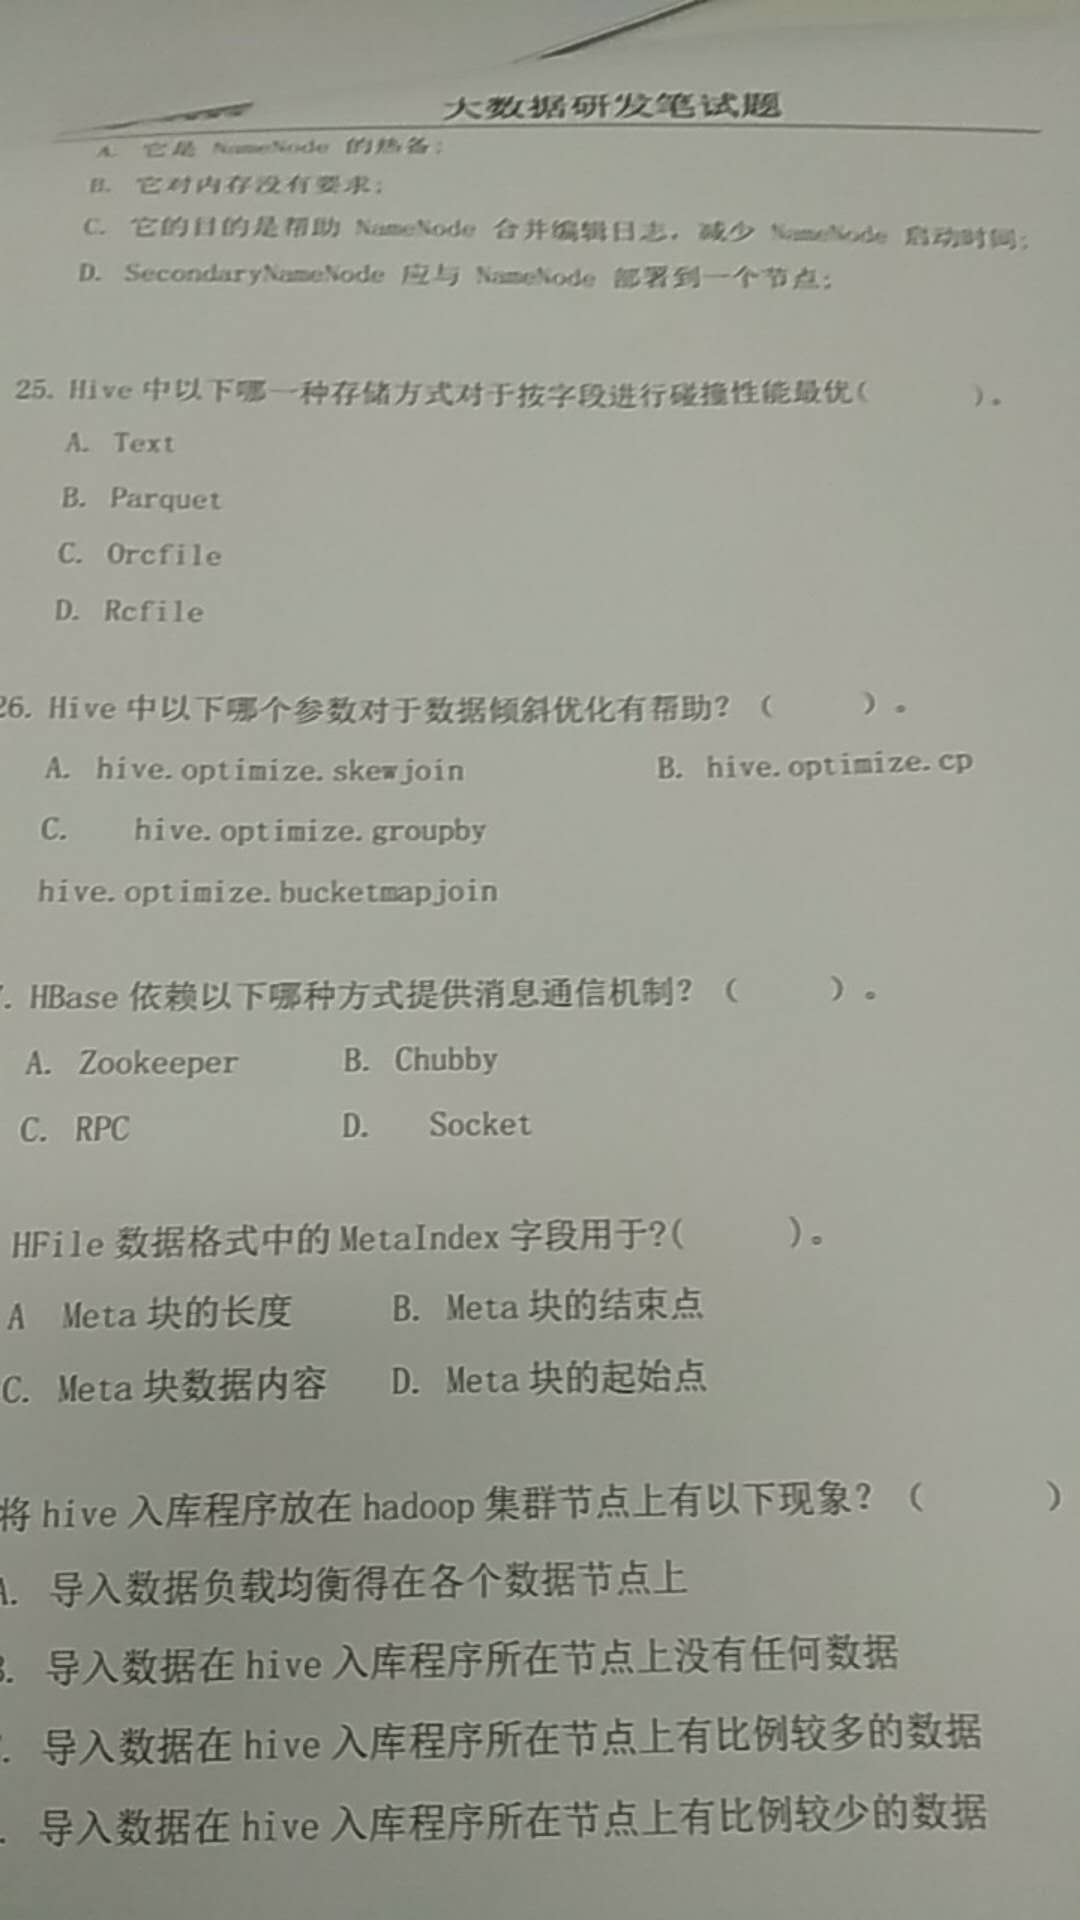 大数据研发笔试题
A. 它是 NameNode 的热备;
B. 它对内存没有要求;
C. 它的目的是帮助 NameNode 合并编辑日志，减少 NameNode 启动时间;
D. SecondaryNameNode 应与 NameNode 部署到一个节点;
25. Hive 中以下哪一种存储方式对于按字段进行碰撞性能最优( )。
A. Text
B. Parquet
C. Orcfile
D. Rcfile
26. Hive 中以下哪个参数对于数据倾斜优化有帮助? ( )。
A. hive.optimize.skewjoin B. hive.optimize.cp
C. hive.optimize.groupby
hive.optimize.bucketmapjoin
. HBase 依赖以下哪种方式提供消息通信机制? ( )。
A. Zookeeper B. Chubby
C. RPC D. Socket
HFile 数据格式中的 MetaIndex 字段用于?( )。
A Meta 块的长度 B. Meta 块的结束点
C. Meta 块数据内容 D. Meta 块的起始点
将 hive 入库程序放在 hadoop 集群节点上有以下现象? ( )
A. 导入数据负载均衡得在各个数据节点上
B. 导入数据在 hive 入库程序所在节点上没有任何数据
. 导入数据在 hive 入库程序所在节点上有比例较多的数据
. 导入数据在 hive 入库程序所在节点上有比例较少的数据